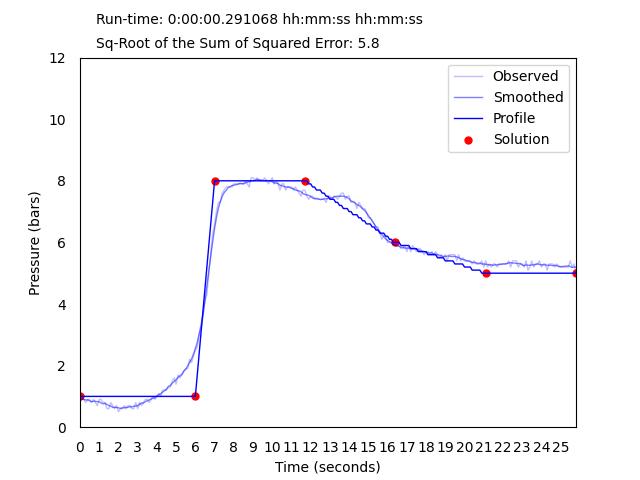 Run-time: 0:00:00.291068 hh:mm:ss hh:mm:ss
Sq-Root of the Sum of Squared Error: 5.8
12
10
8
6
4
2
0
Pressure (bars)
Observed
Smoothed
Profile
Solution
0 1 2 3 4 5 6 7 8 9 10 11 12 13 14 15 16 17 18 19 20 21 22 23 24 25
Time (seconds)